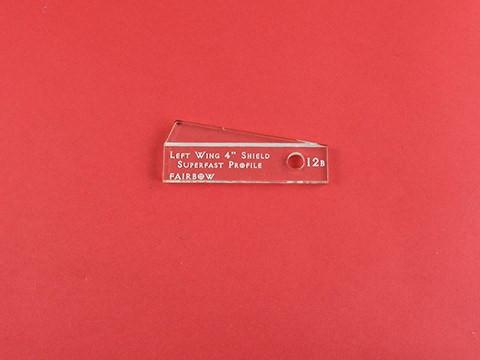 Left Wing 4" Shield
Superfast Profile
FAIRBOW
12B